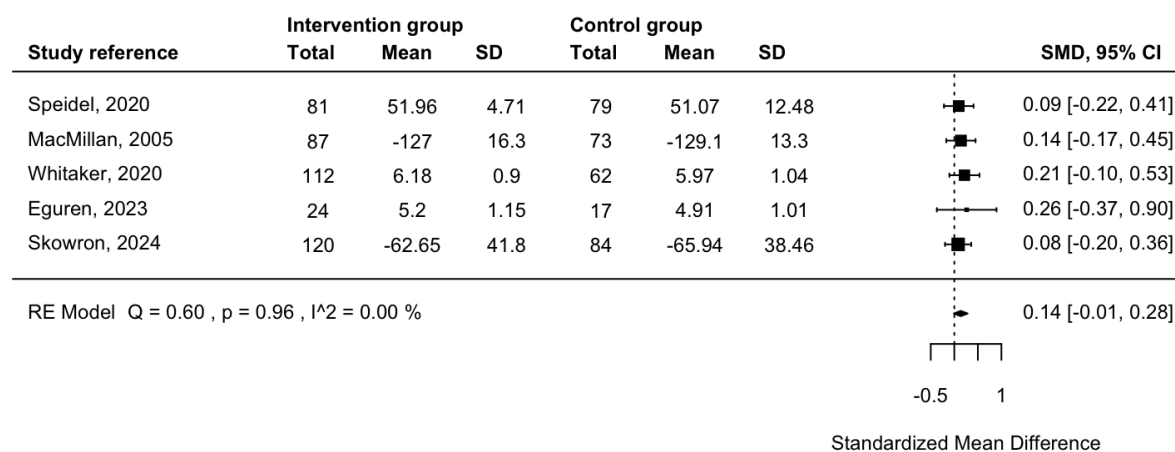 Intervention group Control group
Study reference Total Mean SD Total Mean SD SMD, 95% CI
Speidel, 2020 81 51.96 4.71 79 51.07 12.48 0.09 [-0.22, 0.41]
MacMillan, 2005 87 -127 16.3 73 -129.1 13.3 0.14 [-0.17, 0.45]
Whitaker, 2020 112 6.18 0.9 62 5.97 1.04 0.21 [-0.10, 0.53]
Eguren, 2023 24 5.2 1.15 17 4.91 1.01 0.26 [-0.37, 0.90]
Skowron, 2024 120 -62.65 41.8 84 -65.94 38.46 0.08 [-0.20, 0.36]
RE Model Q = 0.60 , p = 0.96 , I^2 = 0.00 % 0.14 [-0.01, 0.28]
-0.5 1
Standardized Mean Difference